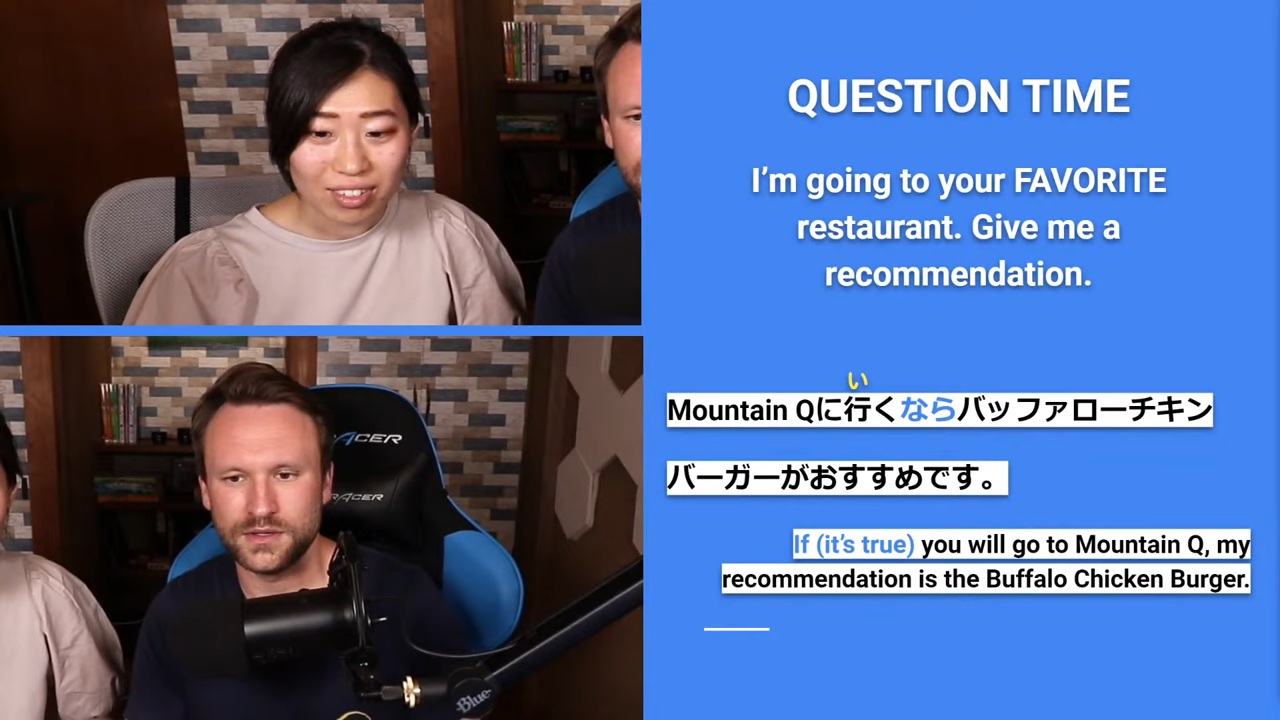 QUESTION TIME
I’m going to your FAVORITE
restaurant. Give me a
recommendation.
い
Mountain Qに行くならバッファローチキン
バーガーがおすすめです。
If (it’s true) you will go to Mountain Q, my
recommendation is the Buffalo Chicken Burger.
ACER
ACER
Blue